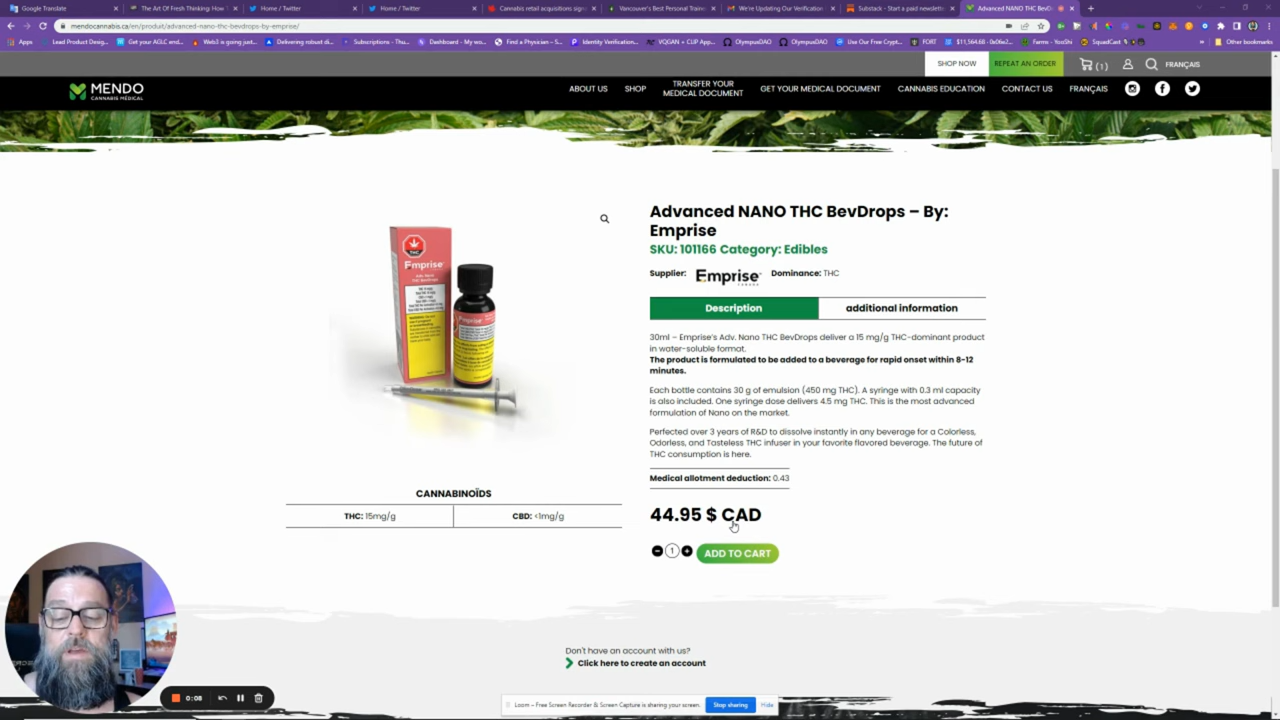 Google Translate
The Art Of Fresh Thinking: How
Home / Twitter
Home / Twitter
Cannabis retail acquisitions sign
Vancouver's Best Personal Traine
We're Updating Our Verification
Substack - Start a paid newslett
Advanced NANO THC BevD
mendocannabis.ca/en/produit/advanced-nano-thc-bevdrops-by-emprise/
Apps
Lead Product Desig...
Get your AGLC end...
Web3 is going just...
Delivering robust di...
Subscriptions - Tho...
Dashboard - My wo...
Find a Physician - S...
Identity Verification...
VQGAN + CLIP App...
OlympusDAO
OlympusDAO
Use Our Free Crypt...
FORT
Farms - YooShi
SquadCast
Other bookmarks
SHOP NOW
REPEAT AN ORDER
(1)
FRANÇAIS
MENDO
CANNABIS MÉDICAL
ABOUT US
SHOP
TRANSFER YOUR
MEDICAL DOCUMENT
GET YOUR MEDICAL DOCUMENT
CANNABIS EDUCATION
CONTACT US
FRANÇAIS
Advanced NANO THC BevDrops – By:
Emprise
SKU: 101166 Category: Edibles
Supplier:
Emprise
CANADA
Dominance: THC
Description
additional information
30ml – Emprise's Adv. Nano THC BevDrops deliver a 15 mg/g THC-dominant product
in water-soluble format.
The product is formulated to be added to a beverage for rapid onset within 8-12
minutes.
Each bottle contains 30 g of emulsion (450 mg THC). A syringe with 0.3 ml capacity
is also included. One syringe dose delivers 4.5 mg THC. This is the most advanced
formulation of Nano on the market.
Perfected over 3 years of R&D to dissolve instantly in any beverage for a Colorless,
Odorless, and Tasteless THC infuser in your favorite flavored beverage. The future of
THC consumption is here.
Medical allotment deduction: 0.43
44.95 $ CAD
1
ADD TO CART
THC
Emprise
CANNABINOÏDS
THC: 15mg/g
CBD: <1mg/g
Don't have an account with us?
Click here to create an account
0:08
Loom – Free Screen Recorder & Screen Capture is sharing your screen.
Stop sharing
Hide